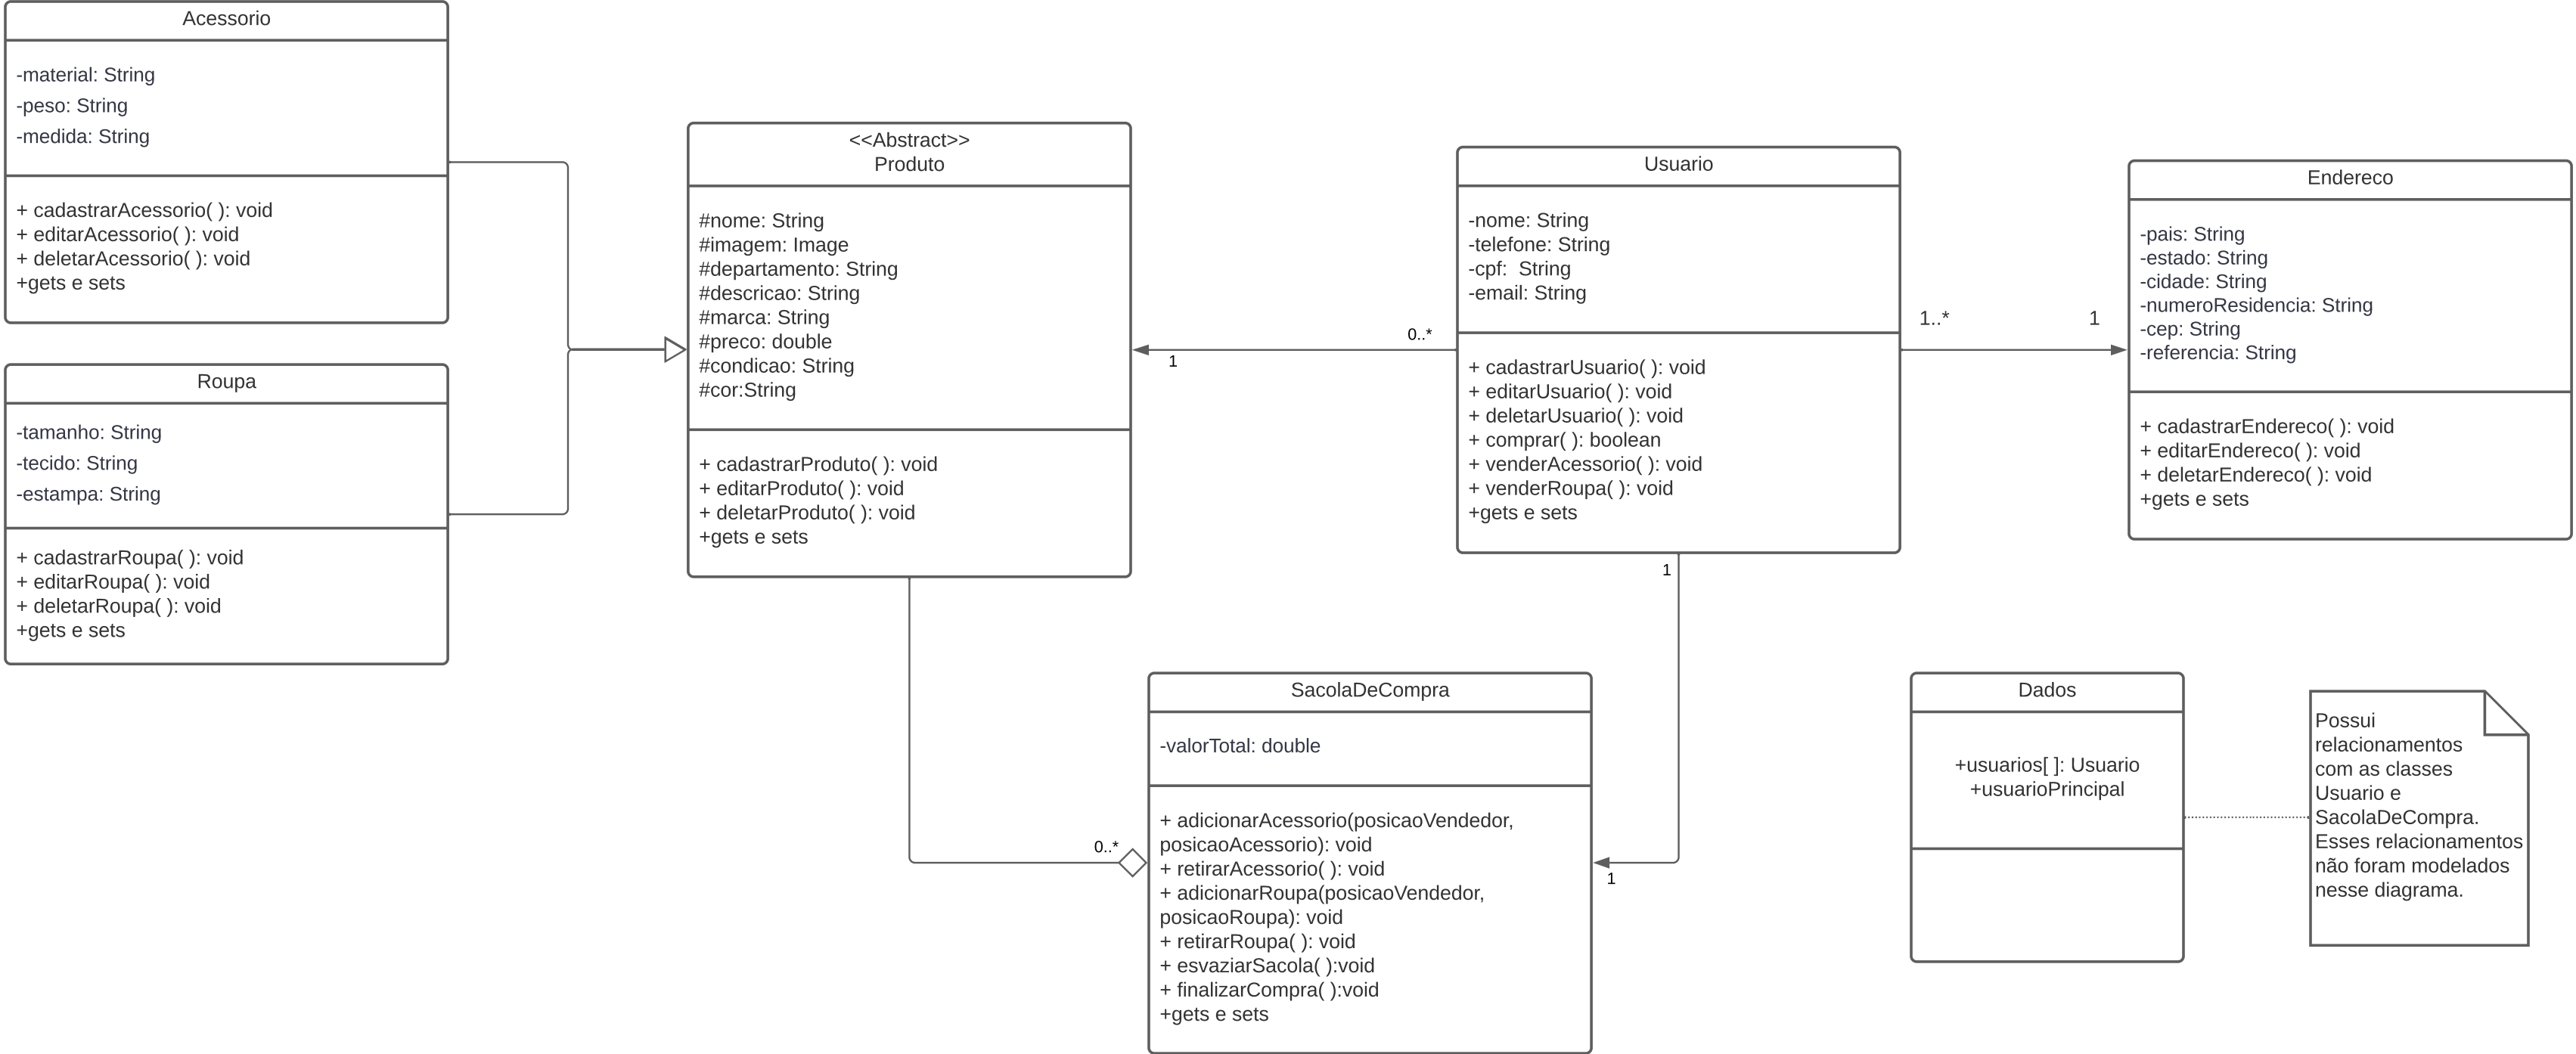 Acessorio
-material: String
-peso: String
-medida: String
+ cadastrarAcessorio( ): void
+ editarAcessorio( ): void
+ deletarAcessorio( ): void
+gets e sets
Roupa
-tamanho: String
-tecido: String
-estampa: String
+ cadastrarRoupa( ): void
+ editarRoupa( ): void
+ deletarRoupa( ): void
+gets e sets
<<Abstract>>
Produto
#nome: String
#imagem: Image
#departamento: String
#descricao: String
#marca: String
#preco: double
#condicao: String
#cor:String
+ cadastrarProduto( ): void
+ editarProduto( ): void
+ deletarProduto( ): void
+gets e sets
0..*
1
Usuario
-nome: String
-telefone: String
-cpf:  String
-email: String
+ cadastrarUsuario( ): void
+ editarUsuario( ): void
+ deletarUsuario( ): void
+ comprar( ): boolean
+ venderAcessorio( ): void
+ venderRoupa( ): void
+gets e sets
1..*
1
Endereco
-pais: String
-estado: String
-cidade: String
-numeroResidencia: String
-cep: String
-referencia: String
+ cadastrarEndereco( ): void
+ editarEndereco( ): void
+ deletarEndereco( ): void
+gets e sets
1
0..*
1
SacolaDeCompra
-valorTotal: double
+ adicionarAcessorio(posicaoVendedor,
posicaoAcessorio): void
+ retirarAcessorio( ): void
+ adicionarRoupa(posicaoVendedor,
posicaoRoupa): void
+ retirarRoupa( ): void
+ esvaziarSacola( ):void
+ finalizarCompra( ):void
+gets e sets
Dados
+usuarios[ ]: Usuario
+usuarioPrincipal
Possui
relacionamentos
com as classes
Usuario e
SacolaDeCompra.
Esses relacionamentos
não foram modelados
nesse diagrama.